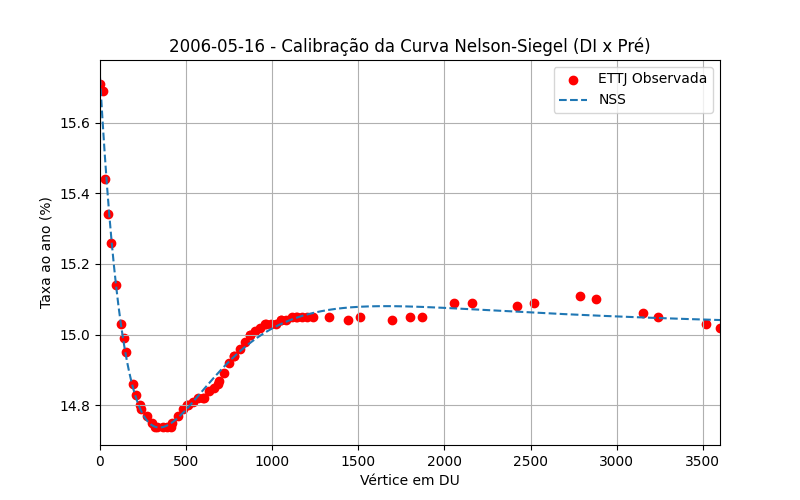 2006-05-16 - Calibração da Curva Nelson-Siegel (DI x Pré)
ETTJ Observada
NSS
Taxa ao ano (%)
15.6
15.4
15.2
15.0
14.8
0
500
1000
1500
2000
2500
3000
3500
Vértice em DU